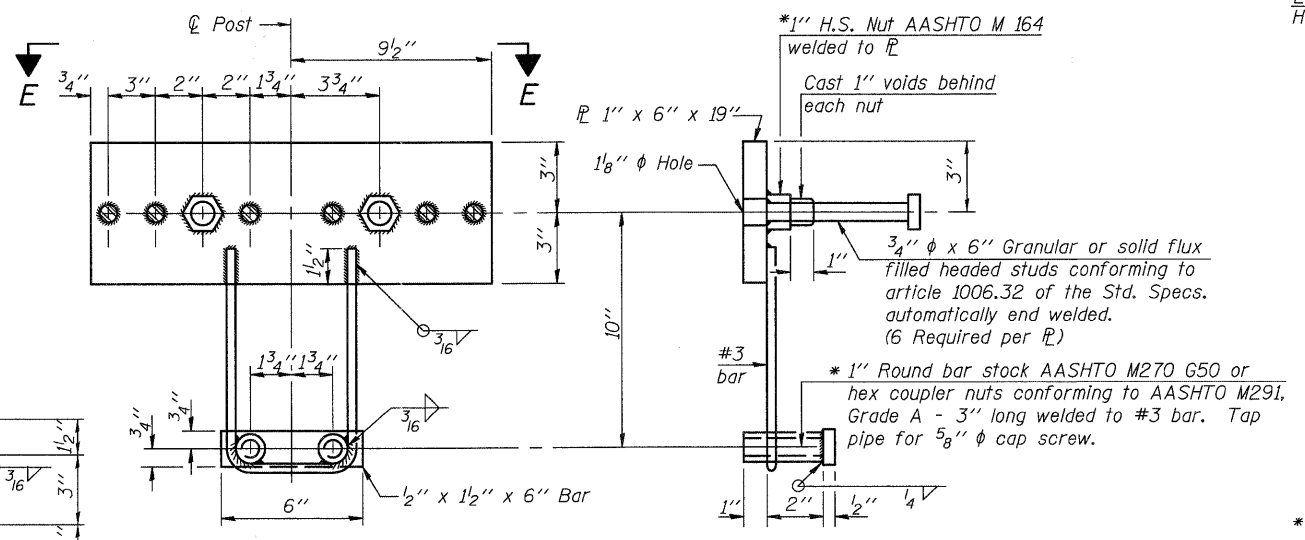 ℄ Post
9½"
E
E
¾"
3"
2"
2"
1¾"
3¾"
3"
3"
1½"
3/16
10"
1¾"
1¾"
3/16
¾"
¾"
6"
½" x 1½" x 6" Bar
1½"
3/16
3"
"
*1" H.S. Nut AASHTO M 164
welded to ⅊
Cast 1" voids behind
each nut
⅊ 1" x 6" x 19"
1⅛" ϕ Hole
3"
1"
¾" ϕ x 6" Granular or solid flux
filled headed studs conforming to
article 1006.32 of the Std. Specs.
automatically end welded.
(6 Required per ⅊)
#3
bar
* 1" Round bar stock AASHTO M270 G50 or
hex coupler nuts conforming to AASHTO M291,
Grade A - 3" long welded to #3 bar. Tap
pipe for ⅝" ϕ cap screw.
1"
2"
½"
¼
H
*